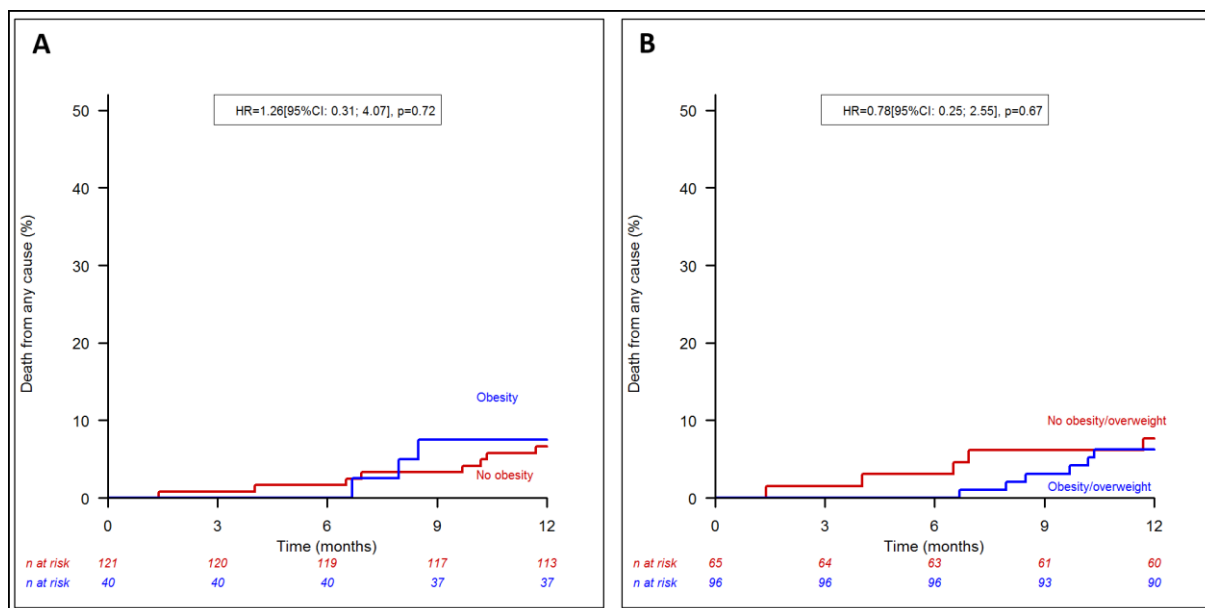 A
HR=1.26[95%CI: 0.31; 4.07], p=0.72
Death from any cause (%)
50
40
30
20
10
0
Obesity
No obesity
0 3 6 9 12
Time (months)
n at risk 121 120 119 117 113
n at risk 40 40 40 37 37
B
HR=0.78[95%CI: 0.25; 2.55], p=0.67
Death from any cause (%)
50
40
30
20
10
0
No obesity/overweight
Obesity/overweight
0 3 6 9 12
Time (months)
n at risk 65 64 63 61 60
n at risk 96 96 96 93 90